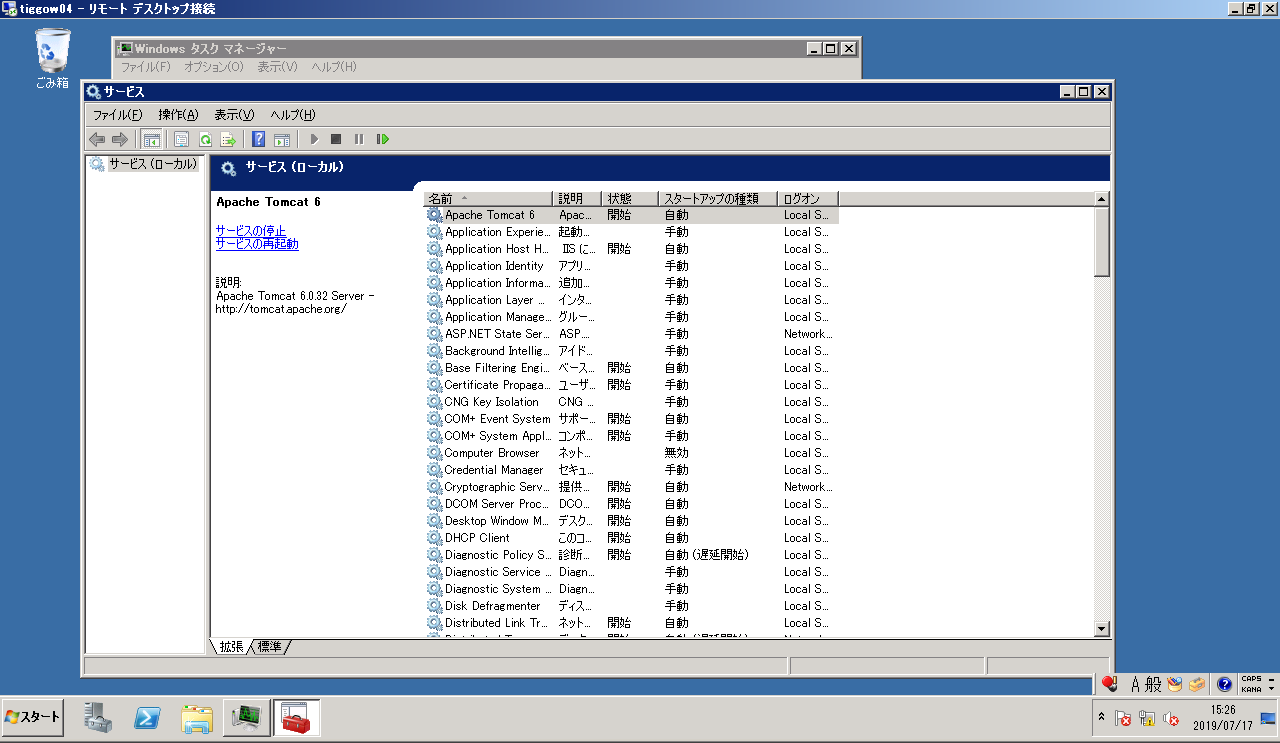 tiggow04 - リモート デスクトップ接続
ごみ箱
Windows タスク マネージャー
ファイル(F) オプション(O) 表示(V) ヘルプ(H)
サービス
ファイル(F) 操作(A) 表示(V) ヘルプ(H)
サービス (ローカル)
サービス (ローカル)
Apache Tomcat 6
サービスの停止
サービスの再起動
説明:
Apache Tomcat 6.0.32 Server -
http://tomcat.apache.org/
名前 説明 状態 スタートアップの種類 ログオン
Apache Tomcat 6 Apac... 開始 自動 Local S...
Application Experie... 起動... 手動 Local S...
Application Host H... IIS に... 開始 自動 Local S...
Application Identity アプリ... 手動 Local S...
Application Informa... 追加... 手動 Local S...
Application Layer ... インタ... 手動 Local S...
Application Manage... グルー... 手動 Local S...
ASP.NET State Ser... ASP.... 手動 Network...
Background Intellig... アイド... 手動 Local S...
Base Filtering Engi... ベース... 開始 自動 Local S...
Certificate Propaga... ユーザ... 開始 手動 Local S...
CNG Key Isolation CNG ... 手動 Local S...
COM+ Event System サポー... 開始 自動 Local S...
COM+ System Appl... コンポ... 開始 手動 Local S...
Computer Browser ネット... 無効 Local S...
Credential Manager セキュ... 手動 Local S...
Cryptographic Serv... 提供... 開始 自動 Network...
DCOM Server Proc... DCO... 開始 自動 Local S...
Desktop Window M... デスク... 開始 自動 Local S...
DHCP Client このコ... 開始 自動 Local S...
Diagnostic Policy S... 診断... 開始 自動 (遅延開始) Local S...
Diagnostic Service ... Diagn... 手動 Local S...
Diagnostic System ... Diagn... 手動 Local S...
Disk Defragmenter ディス... 手動 Local S...
Distributed Link Tr... ネット... 開始 自動 Local S...
拡張 標準
A 般 CAPS
KANA
スタート
15:26
2019/07/17